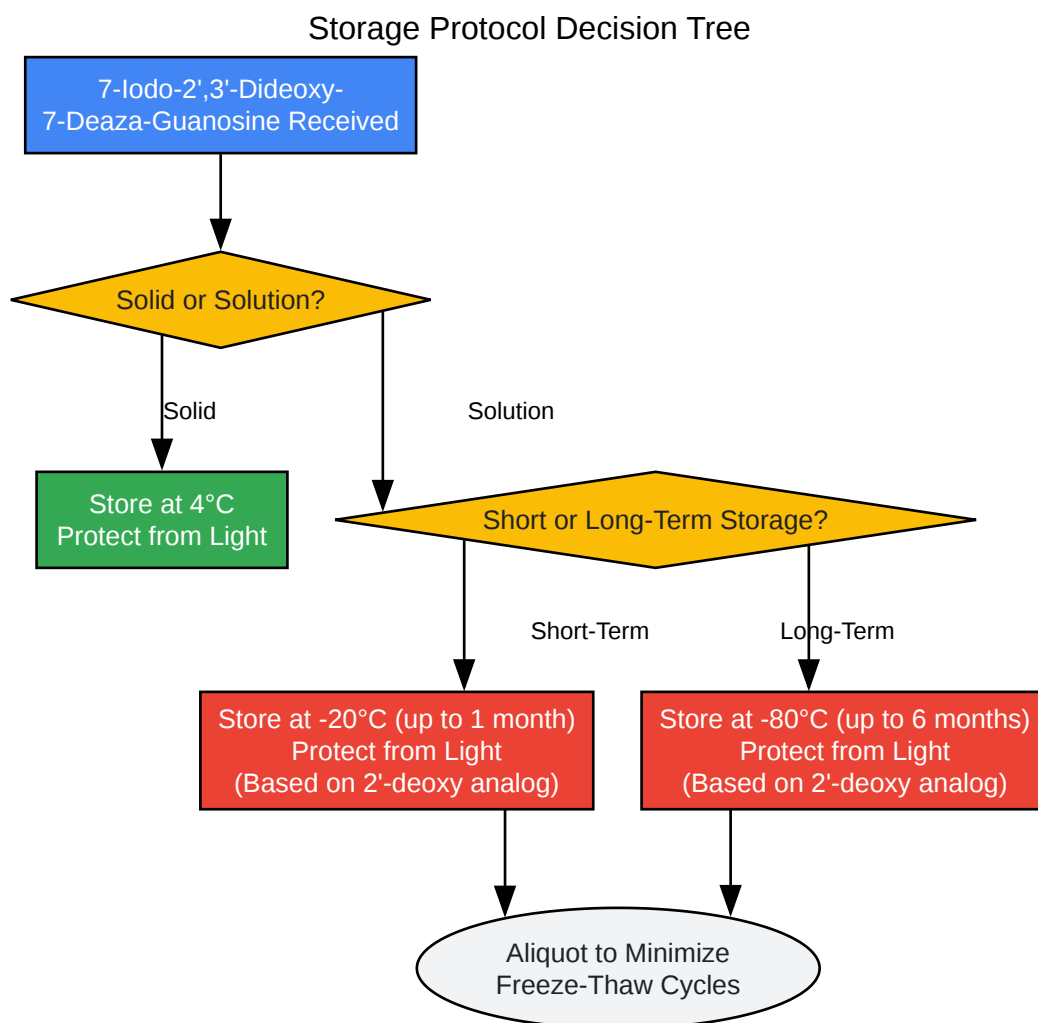 Storage Protocol Decision Tree
7-Iodo-2',3'-Dideoxy-
7-Deaza-Guanosine Received
Solid or Solution?
Solid
Solution
Store at 4°C
Protect from Light
Short or Long-Term Storage?
Short-Term
Long-Term
Store at -20°C (up to 1 month)
Protect from Light
(Based on 2'-deoxy analog)
Store at -80°C (up to 6 months)
Protect from Light
(Based on 2'-deoxy analog)
Aliquot to Minimize
Freeze-Thaw Cycles